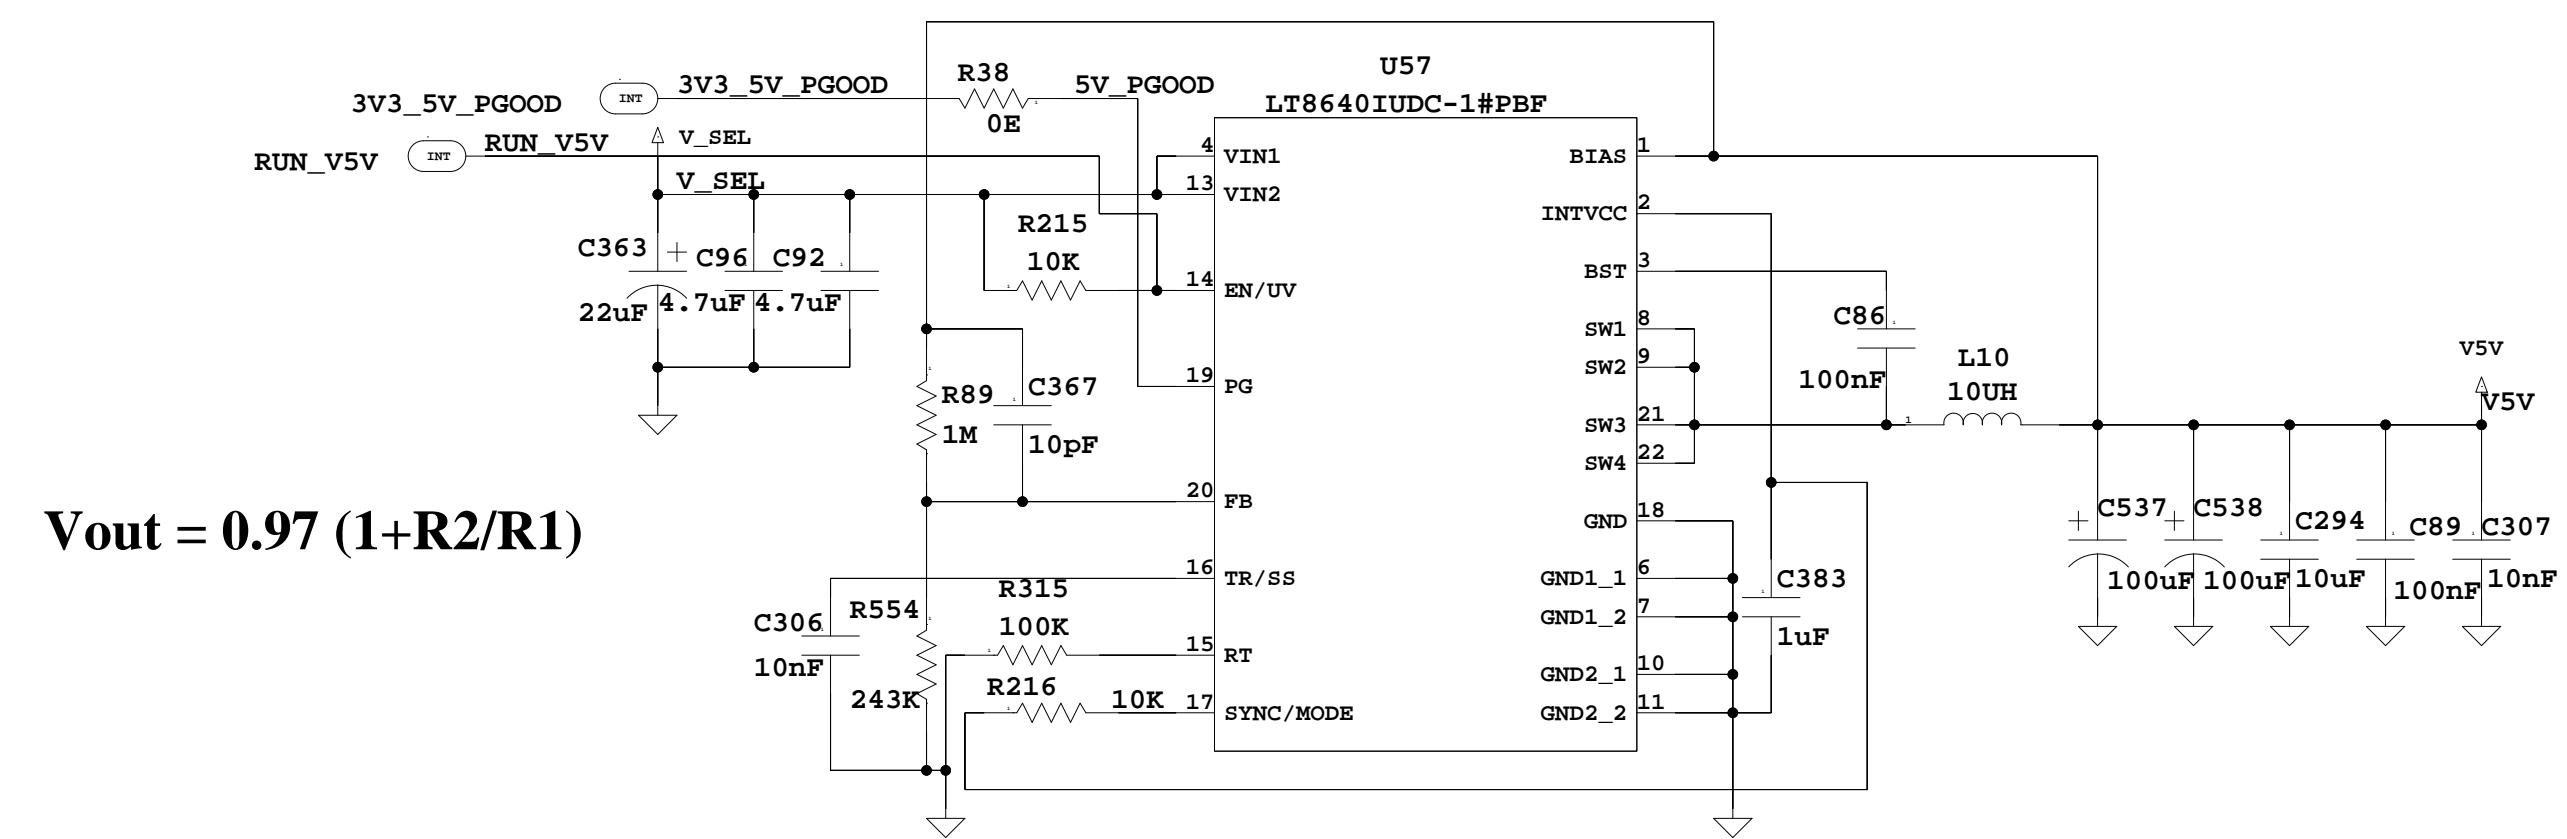 U57
LT8640IUDC-1#PBF
3V3_5V_PGOOD
INT
3V3_5V_PGOOD
R38
0E
5V_PGOOD
RUN_V5V
INT
RUN_V5V
V_SEL
V_SEL
4
VIN1
13
VIN2
R215
10K
14
EN/UV
C363
22uF
C96
4.7uF
C92
4.7uF
19
PG
R89
1M
C367
10pF
20
FB
Vout = 0.97 (1+R2/R1)
16
TR/SS
R315
100K
15
RT
C306
10nF
R554
243K
R216
10K
17
SYNC/MODE
BIAS
1
INTVCC
2
BST
3
SW1
8
SW2
9
SW3
21
SW4
22
GND
18
GND1_1
6
GND1_2
7
GND2_1
10
GND2_2
11
C86
100nF
L10
10UH
1
V5V
V5V
C383
1uF
C537
100uF
C538
100uF
C294
10uF
C89
100nF
C307
10nF